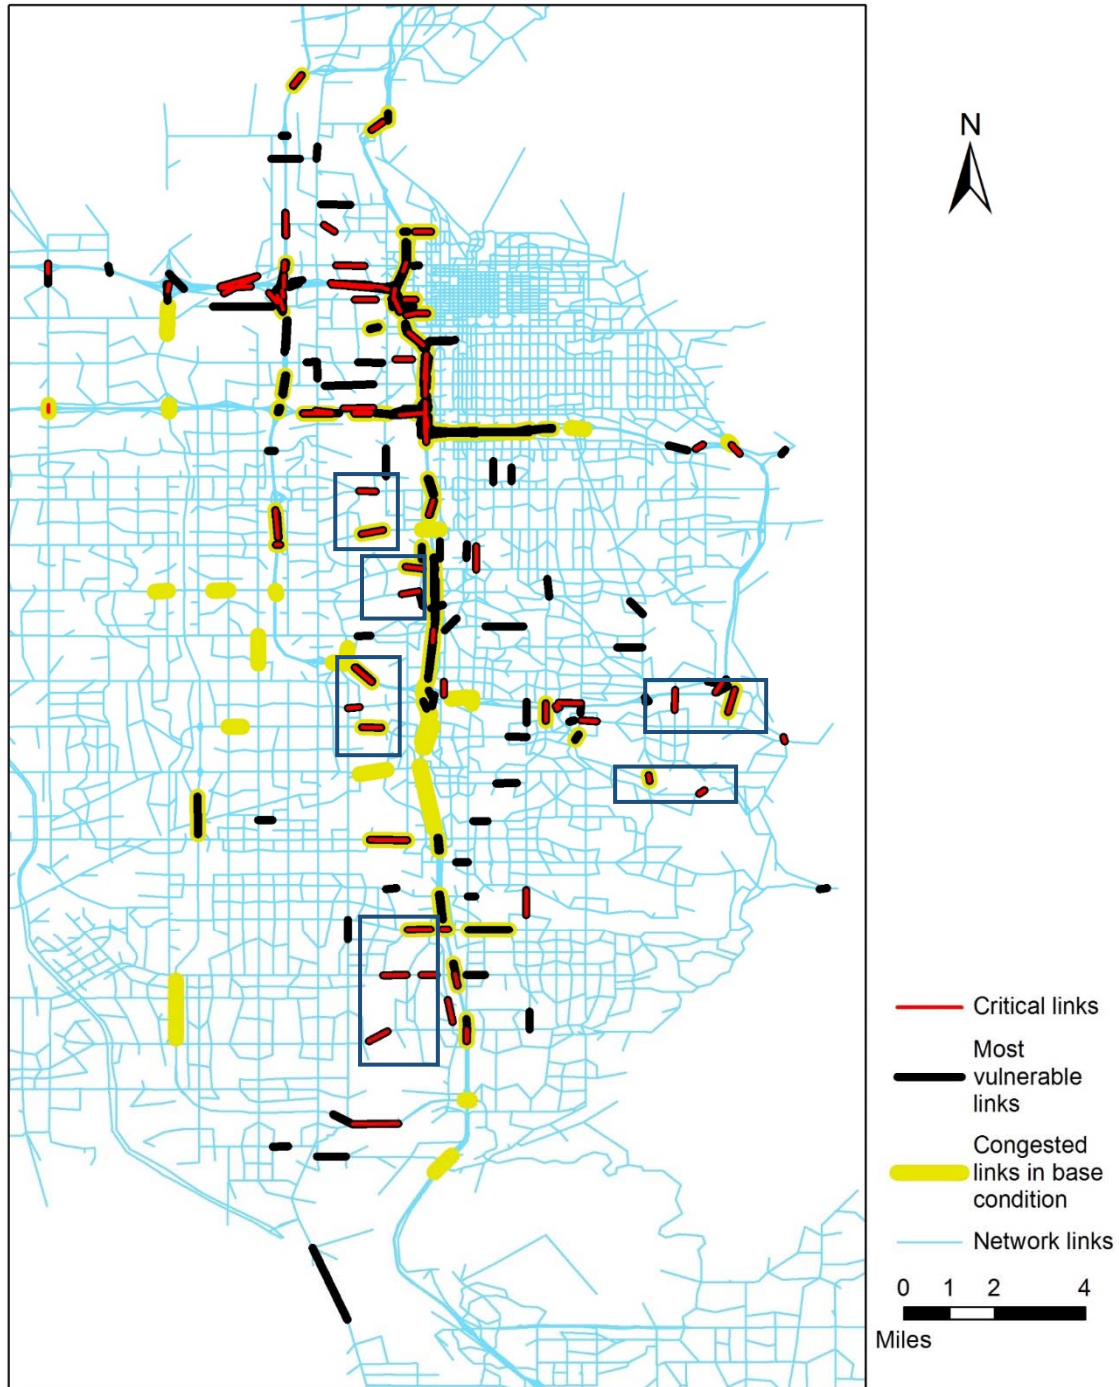 N
Critical links
Most
vulnerable
links
Congested
links in base
condition
Network links
0 1 2 4
Miles